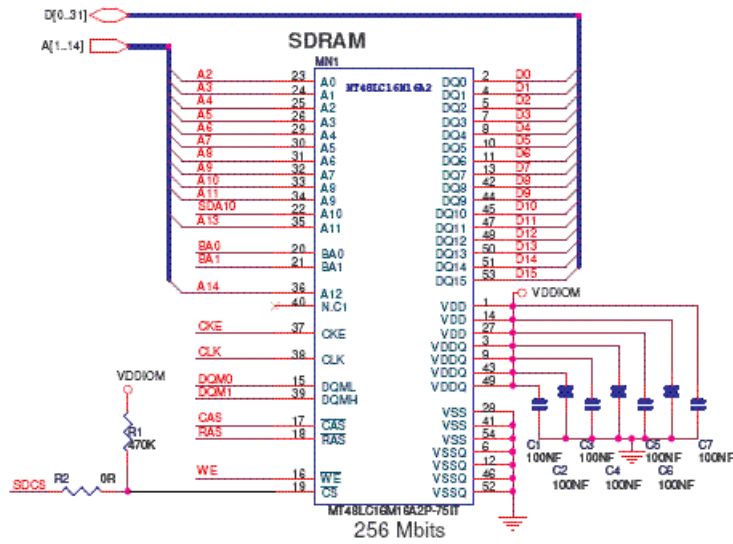 D[0..31]
A[1..14]
SDRAM
MN1
MT48LC16M16A2
A2 23 A0 DQ0 2 D0
A3 24 A1 DQ1 4 D1
A4 25 A2 DQ2 5 D2
A5 26 A3 DQ3 7 D3
A6 29 A4 DQ4 8 D4
A7 30 A5 DQ5 10 D5
A8 31 A6 DQ6 11 D6
A9 32 A7 DQ7 13 D7
A10 33 A8 DQ8 42 D8
A11 34 A9 DQ9 44 D9
SDA10 22 A10 DQ10 45 D10
A13 35 A11 DQ11 47 D11
DQ12 48 D12
BA0 20 BA0 DQ13 50 D13
BA1 21 BA1 DQ14 51 D14
DQ15 53 D15
A14 36 A12
VDDIOM
40 N.C1 VDD 1
VDD 14
CKE 37 CKE VDD 27
VDDQ 3
CLK 38 CLK VDDQ 9
VDDQ 43
DQM0 15 DQML VDDQ 49
DQM1 39 DQMH
VDDIOM
VSS 28
CAS 17 CAS VSS 41
RAS 18 RAS VSS 54
VSSQ 6
VSSQ 12
WE 16 WE VSSQ 46
19 CS VSSQ 52
R1
470K
SDCS R2 0R
C1 C3 C5 C7
100NF 100NF 100NF 100NF
C2 C4 C6
100NF 100NF 100NF
MT48LC16M16A2P-75IT
256 Mbits